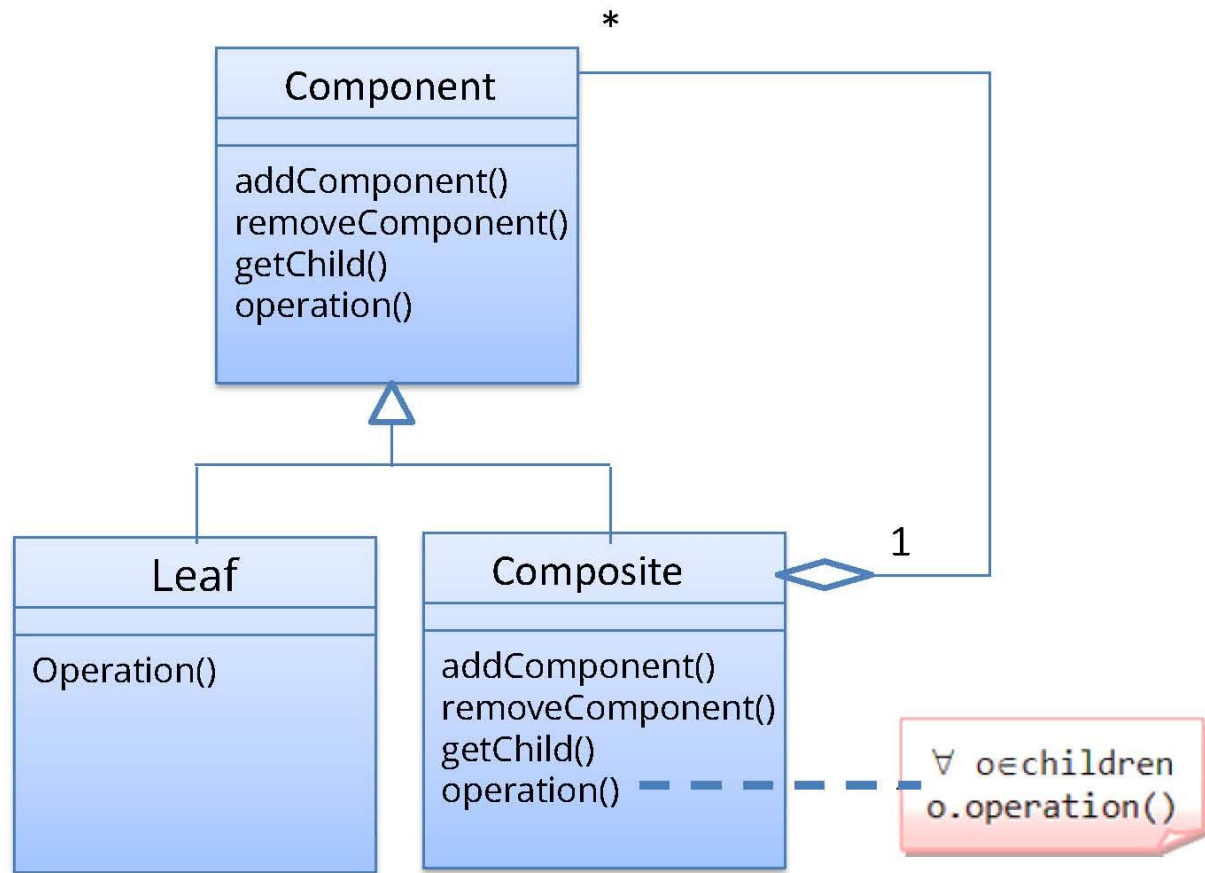 *
Component
addComponent()
removeComponent()
getChild()
operation()
1
Leaf
Operation()
Composite
addComponent()
removeComponent()
getChild()
operation()
∀ o∈children
o.operation()